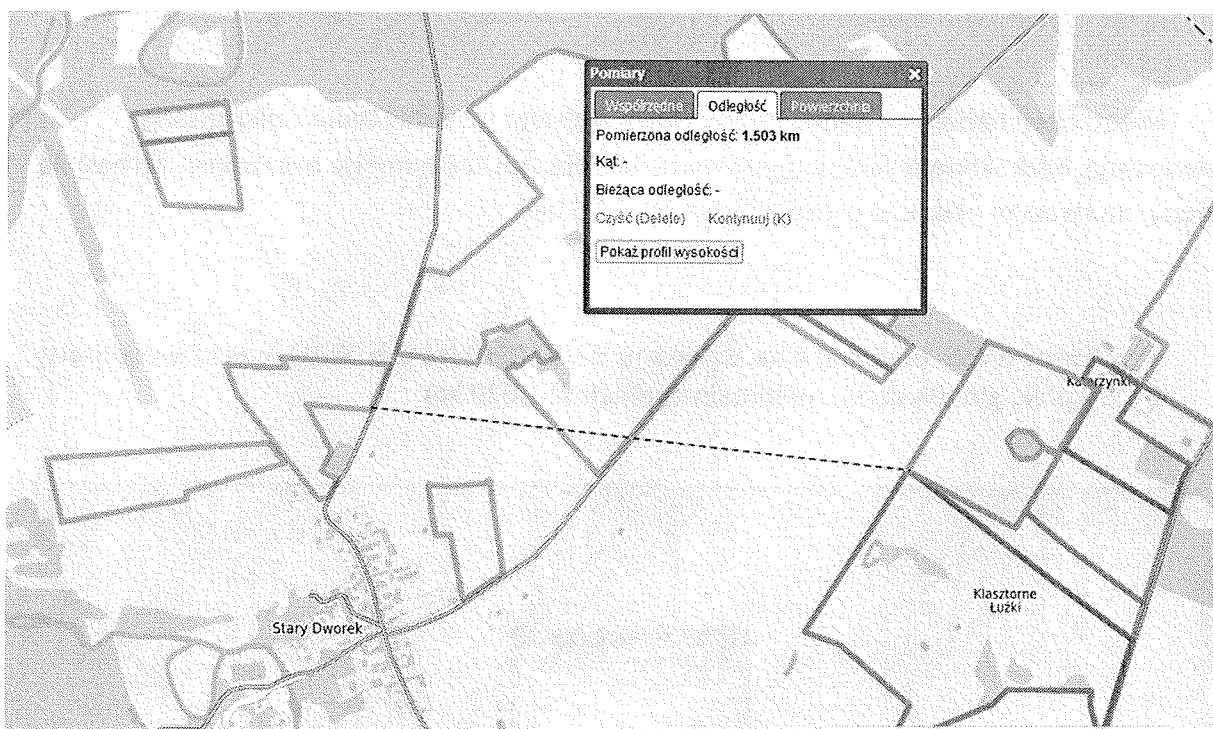 Pomiary
Współrzędne Odległość Powierzchnia
Pomierzona odległość: 1.503 km
Kąt: -
Bieżąca odległość: -
Czyść (Delete) Kontynuuj (K)
Pokaż profil wysokości
Katarzynki
Klasztorne
Łużki
Stary Dworek